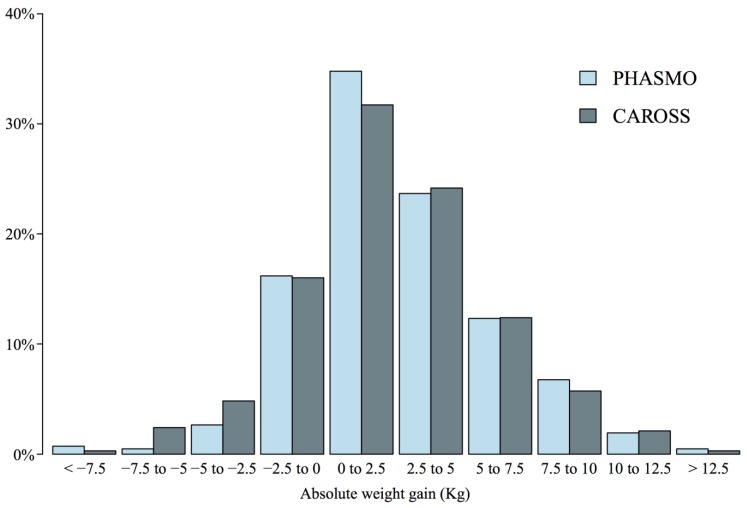 40%
30%
20%
10%
0%
PHASMO
CAROSS
< −7.5
−7.5 to −5
−5 to −2.5
−2.5 to 0
0 to 2.5
2.5 to 5
5 to 7.5
7.5 to 10
10 to 12.5
> 12.5
Absolute weight gain (Kg)